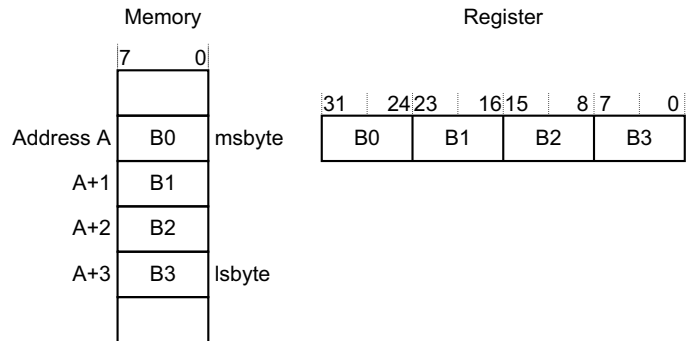 Memory
Register
7 0
31 24 23 16 15 8 7 0
Address A B0 msbyte
B0 B1 B2 B3
A+1 B1
A+2 B2
A+3 B3 lsbyte